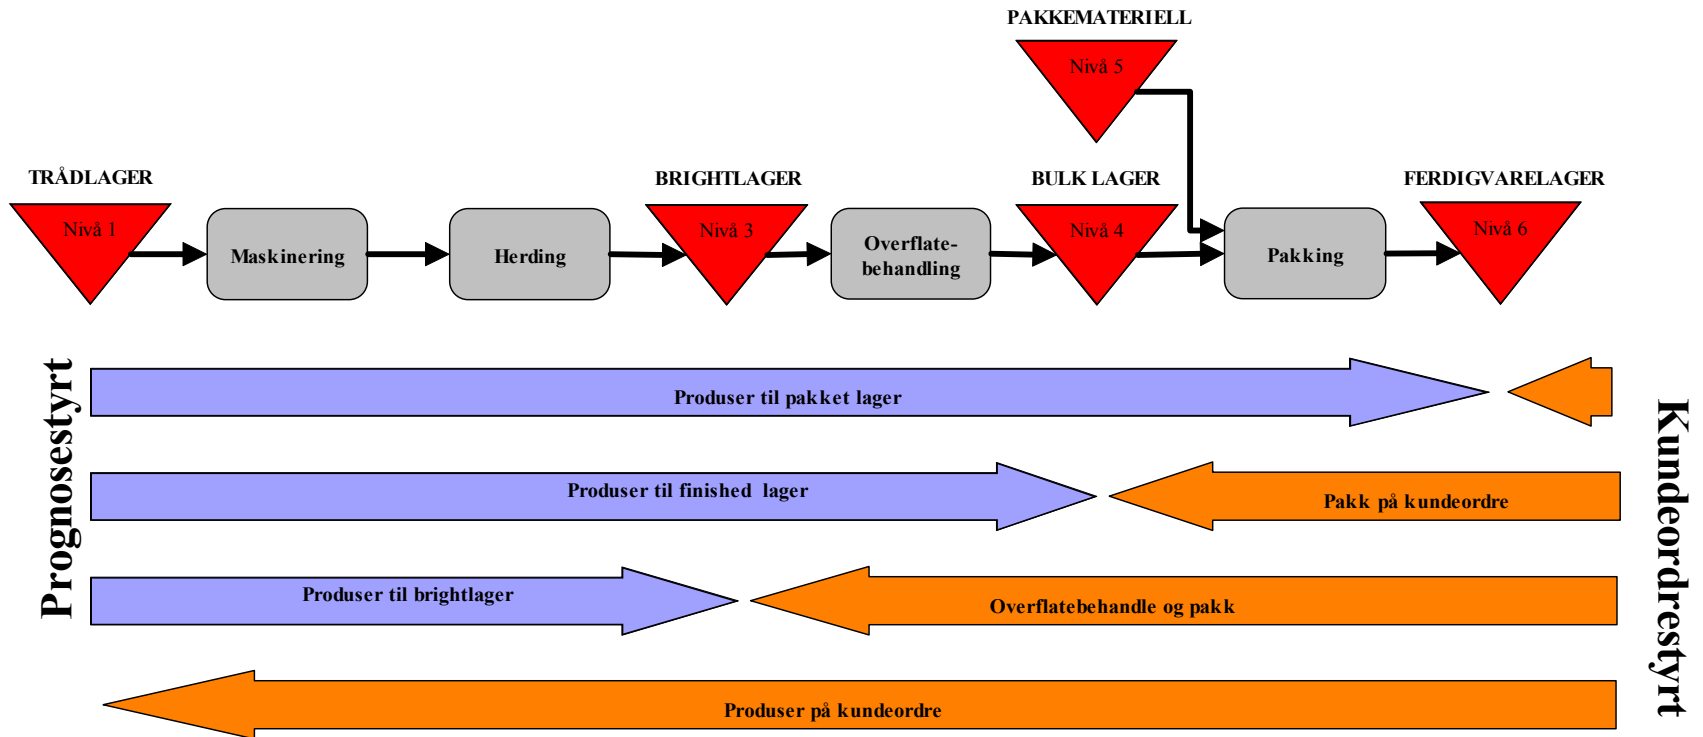 PAKKEMATERIELL
Nivå 5
TRÅDLAGER
BRIGHTLAGER
BULK LAGER
FERDIGVARELAGER
Nivå 1
Maskinering
Herding
Nivå 3
Overflate-
behandling
Nivå 4
Pakking
Nivå 6
Prognosestyrt
Kundeordrestyrt
Produser til pakket lager
Produser til finished lager
Pakk på kundeordre
Produser til brightlager
Overflatebehandle og pakk
Produser på kundeordre